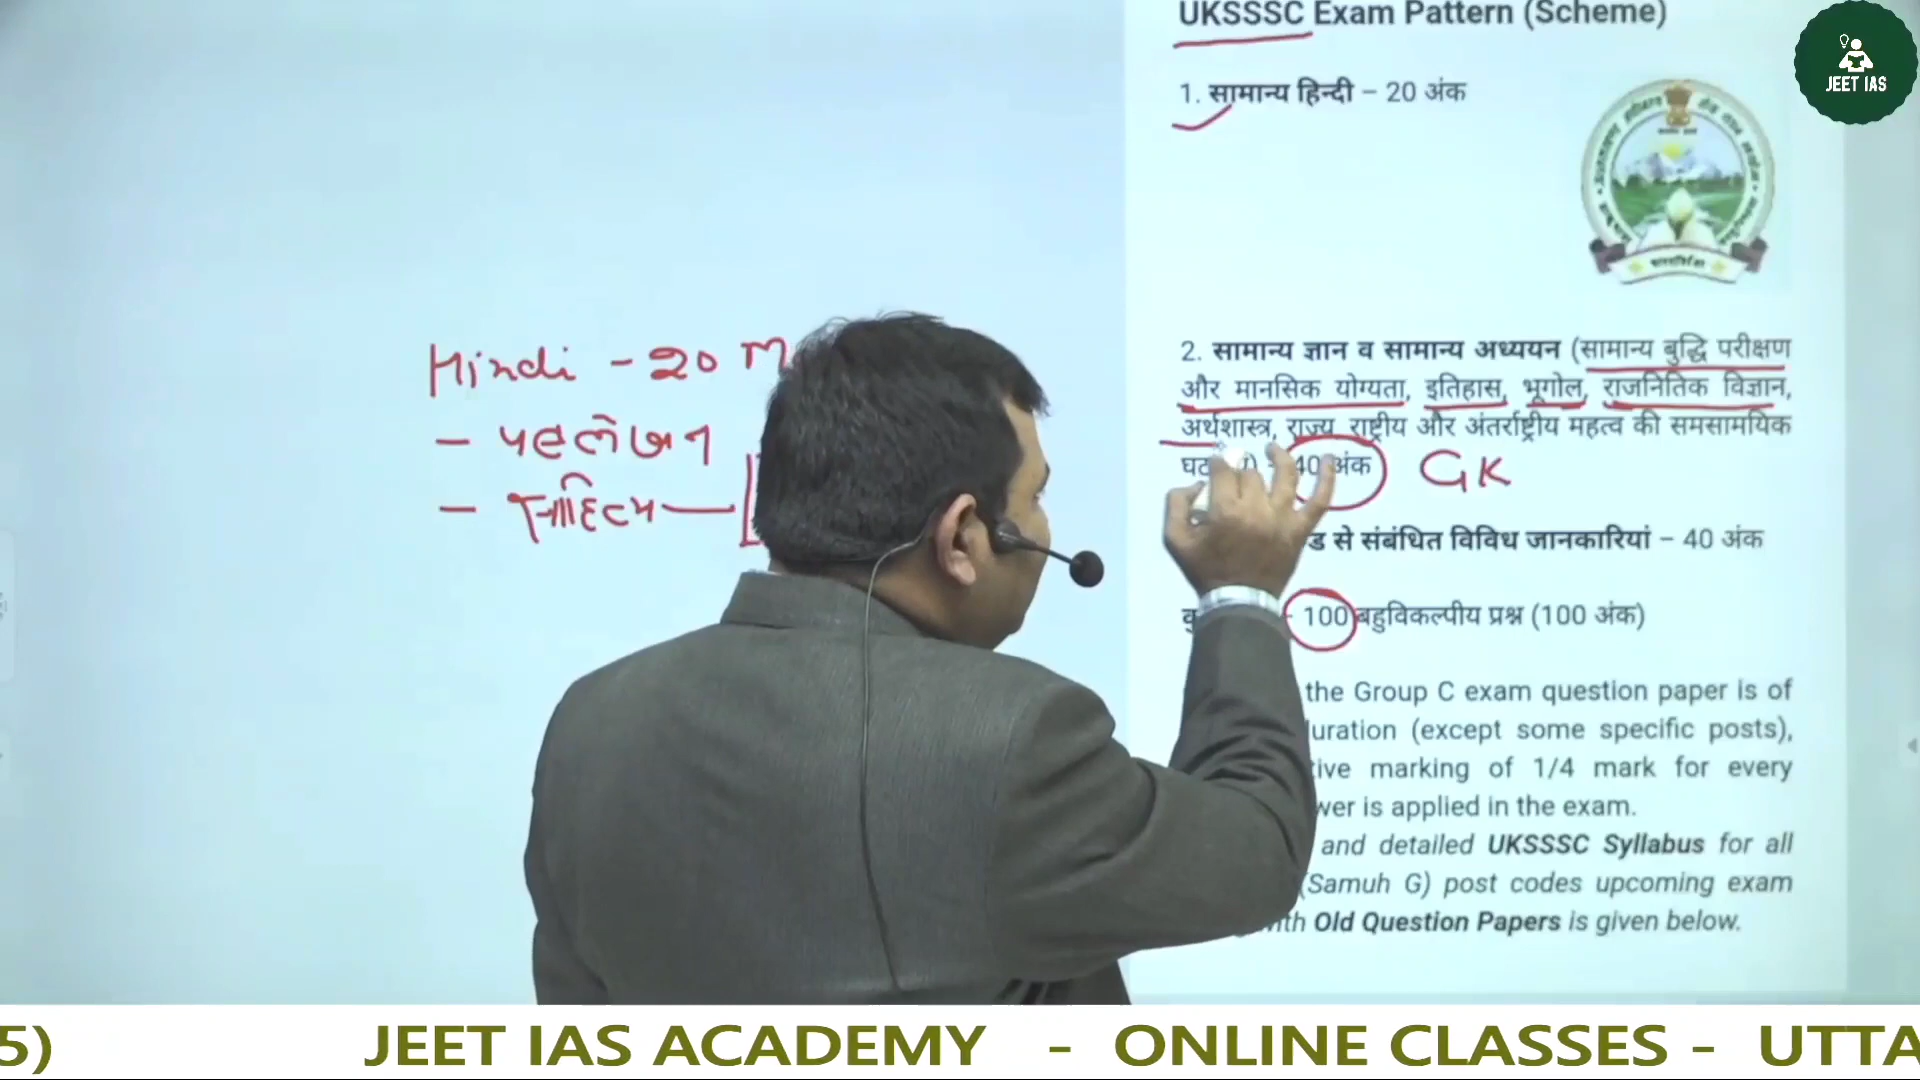 UKSSSC Exam Pattern (Scheme)
JEET IAS
1. सामान्य हिन्दी – 20 अंक
2. सामान्य ज्ञान व सामान्य अध्ययन (सामान्य बुद्धि परीक्षण
और मानसिक योग्यता, इतिहास, भूगोल, राजनितिक विज्ञान,
अर्थशास्त्र, राज्य राष्ट्रीय और अंतर्राष्ट्रीय महत्व की समसामयिक
40 अंक GK
से संबंधित विविध जानकारियां – 40 अंक
100 बहुविकल्पीय प्रश्न (100 अंक)
Hindi - 20 M
-
- साहित्य
the Group C exam question paper is of
(except some specific posts),
marking of 1/4 mark for every
is applied in the exam.
and detailed UKSSSC Syllabus for all
(Samuh G) post codes upcoming exam
Old Question Papers is given below.
5) JEET IAS ACADEMY - ONLINE CLASSES - UTTA